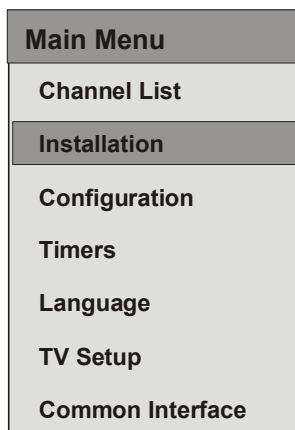 Main Menu
Channel List
Installation
Configuration
Timers
Language
TV Setup
Common Interface